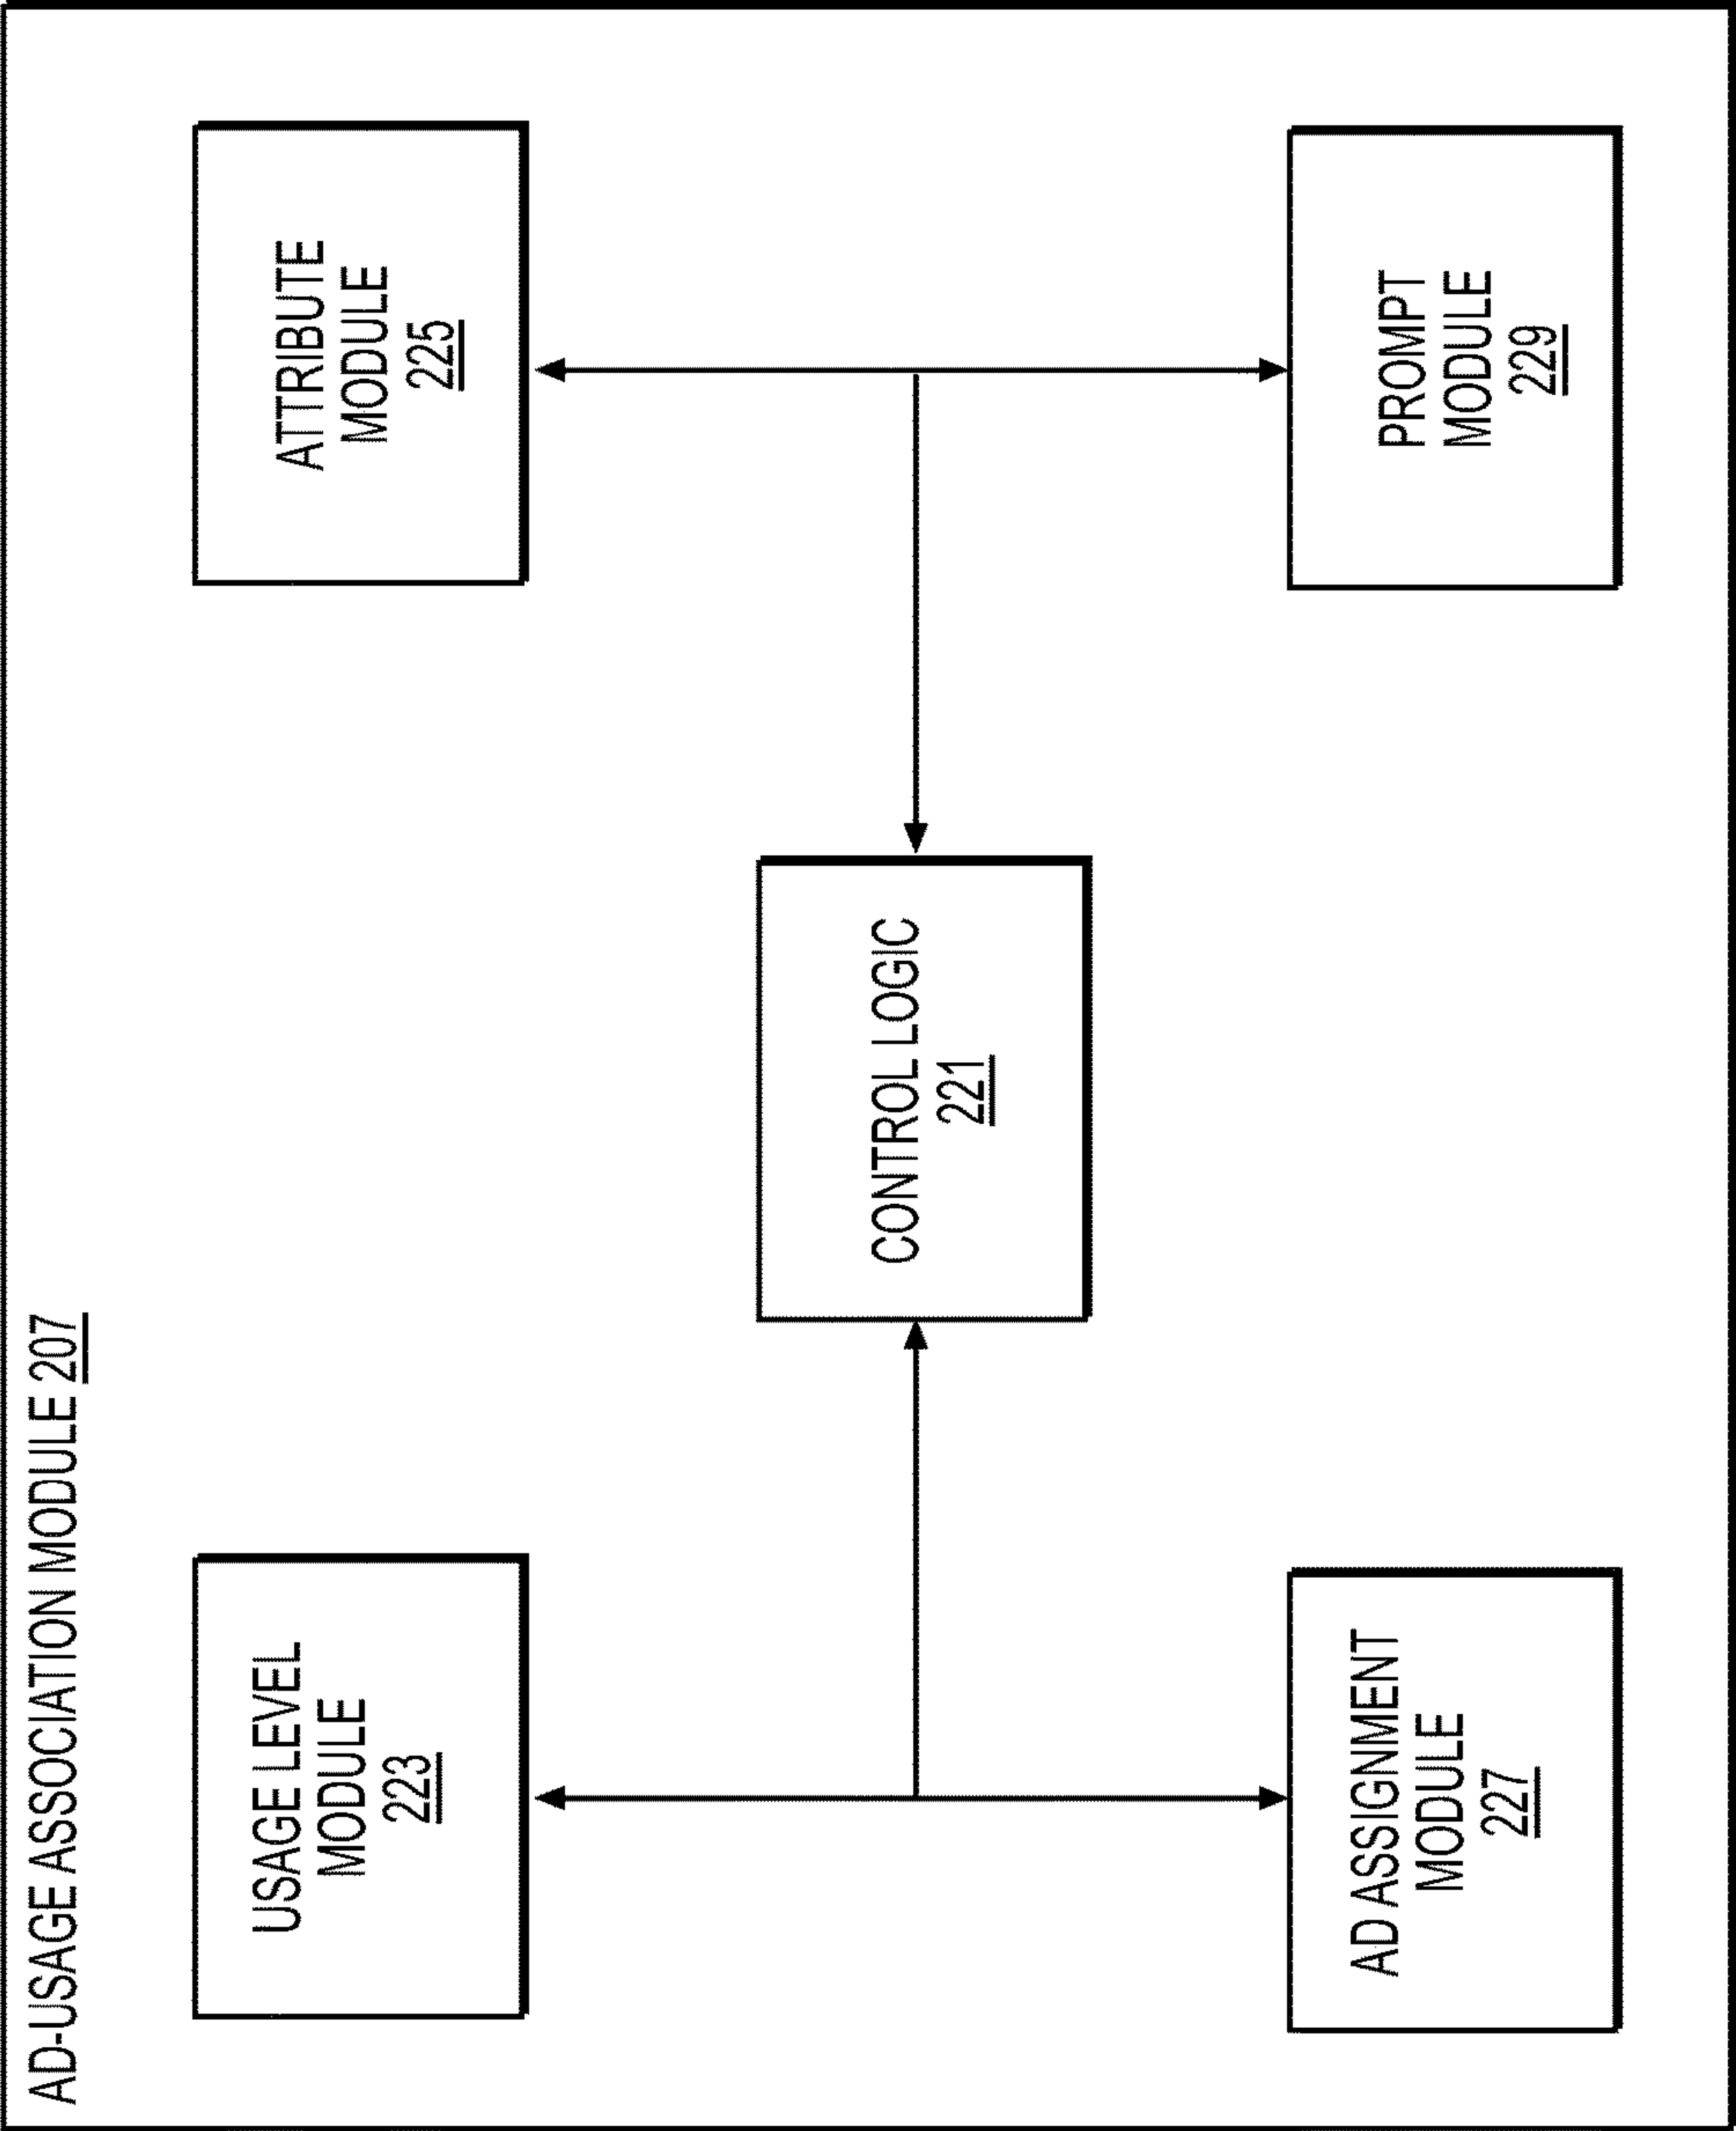 AD-USAGE ASSOCIATION MODULE 207
USAGE LEVEL
MODULE
223
ATTRIBUTE
MODULE
225
CONTROL LOGIC
221
AD ASSIGNMENT
MODULE
227
PROMPT
MODULE
229